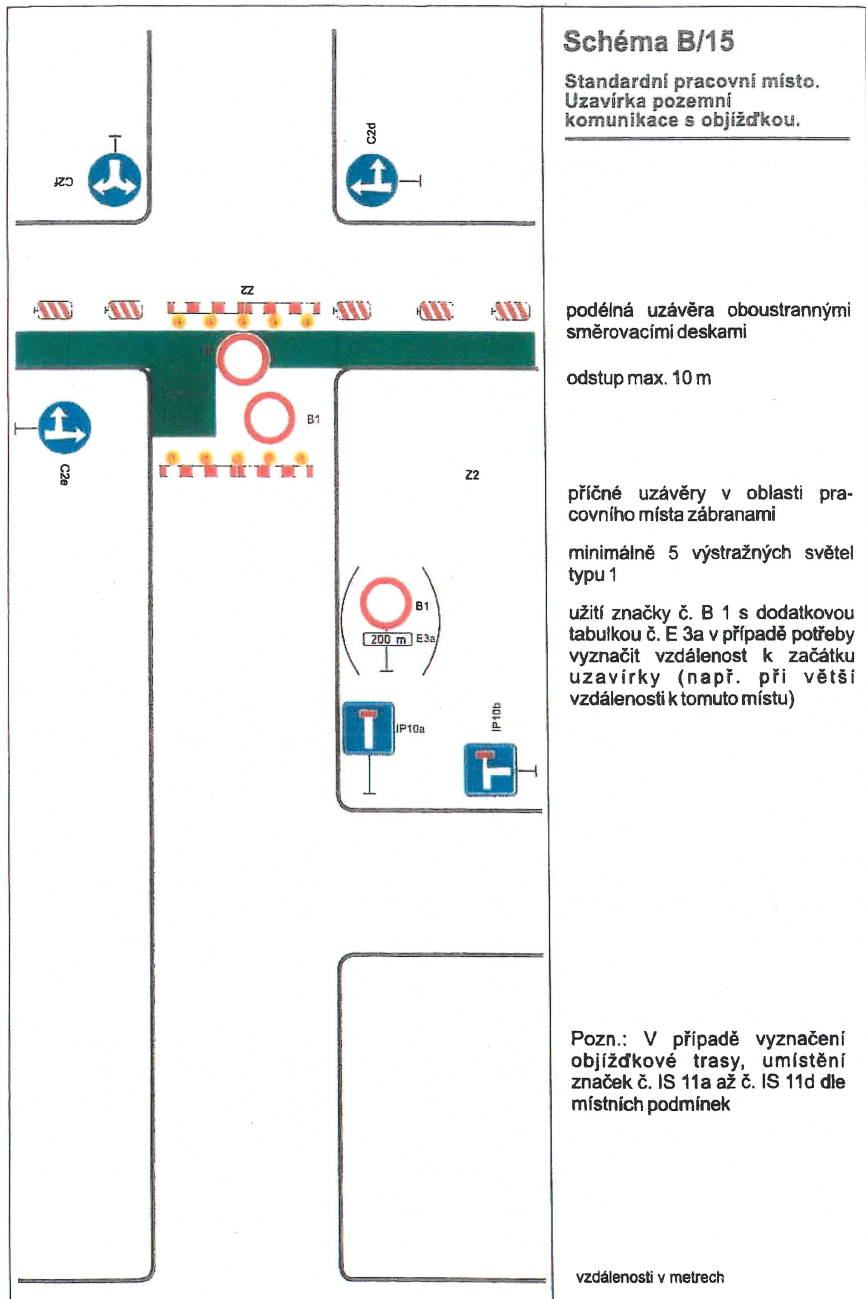 Schéma B/15
Standardní pracovní místo.
Uzavírka pozemní
komunikace s objížďkou.
C2f
C2d
Z2
podélná uzávěra oboustrannými
směrovacími deskami
odstup max. 10 m
C2e
B1
Z2
příčné uzávěry v oblasti pra-
covního místa zábranami
minimálně 5 výstražných světel
typu 1
užití značky č. B 1 s dodatkovou
tabulkou č. E 3a v případě potřeby
vyznačit vzdálenost k začátku
uzavírky (např. při větší
vzdálenosti k tomuto místu)
B1
200 m E3a
IP10a
IP10b
Pozn.: V případě vyznačení
objížďkové trasy, umístění
značek č. IS 11a až č. IS 11d dle
místních podmínek
vzdálenosti v metrech